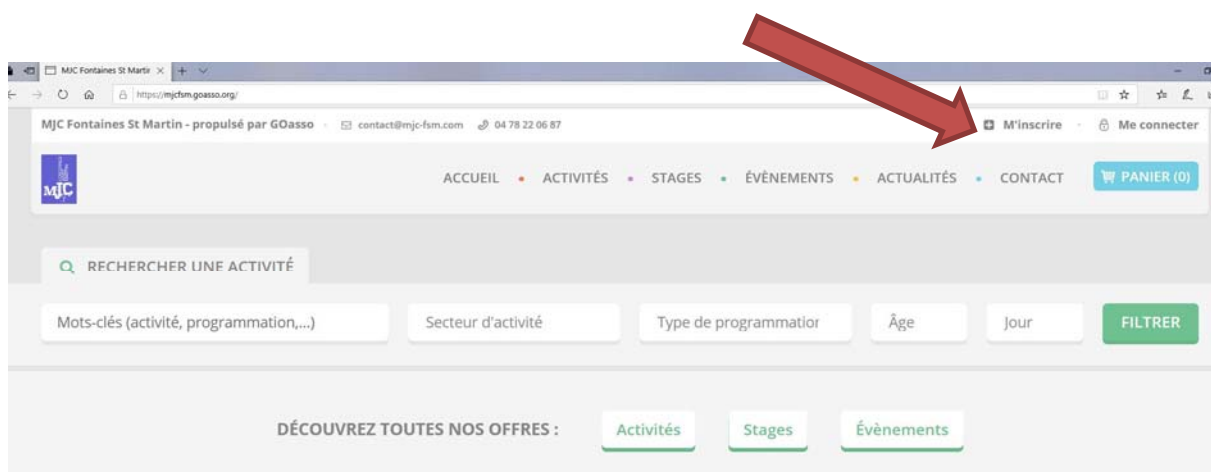 MJC Fontaines St Martir
https://mjcfsm.goasso.org/
MJC Fontaines St Martin - propulsé par GOasso contact@mjc-fsm.com 04 78 22 06 87 M'inscrire Me connecter
MJC ACCUEIL ACTIVITÉS STAGES ÉVÈNEMENTS ACTUALITÉS CONTACT PANIER (0)
RECHERCHER UNE ACTIVITÉ
Mots-clés (activité, programmation,...) Secteur d'activité Type de programmatior Âge Jour FILTRER
DÉCOUVREZ TOUTES NOS OFFRES : Activités Stages Évènements